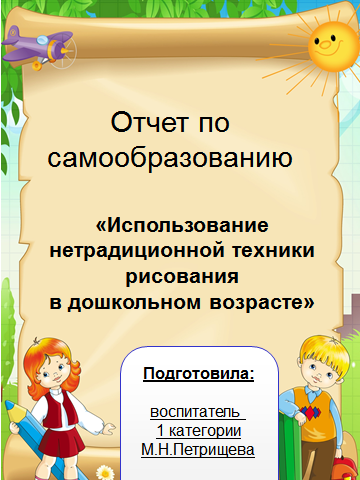 Отчет по
самообразованию
«Использование
нетрадиционной техники
рисования
в дошкольном возрасте»
Подготовила:
воспитатель
1 категории
М.Н.Петрищева